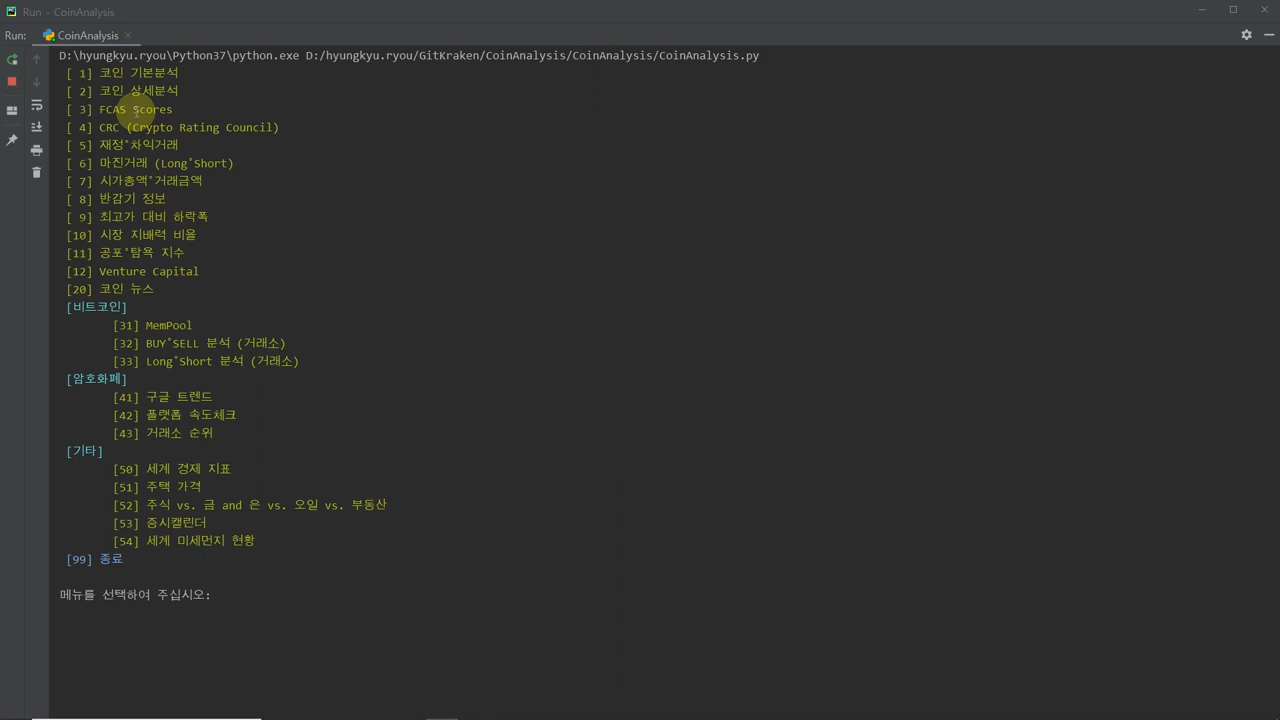 Run - CoinAnalysis
Run: CoinAnalysis
D:\hyungkyu.ryou\Python37\python.exe D:/hyungkyu.ryou/GitKraken/CoinAnalysis/CoinAnalysis/CoinAnalysis.py
[ 1] 코인 기본분석
[ 2] 코인 상세분석
[ 3] FCAS Scores
[ 4] CRC (Crypto Rating Council)
[ 5] 재정˚차익거래
[ 6] 마진거래 (Long˚Short)
[ 7] 시가총액˚거래금액
[ 8] 반감기 정보
[ 9] 최고가 대비 하락폭
[10] 시장 지배력 비율
[11] 공포˚탐욕 지수
[12] Venture Capital
[20] 코인 뉴스
[비트코인]
[31] MemPool
[32] BUY˚SELL 분석 (거래소)
[33] Long˚Short 분석 (거래소)
[암호화폐]
[41] 구글 트렌드
[42] 플랫폼 속도체크
[43] 거래소 순위
[기타]
[50] 세계 경제 지표
[51] 주택 가격
[52] 주식 vs. 금 and 은 vs. 오일 vs. 부동산
[53] 증시캘린더
[54] 세계 미세먼지 현황
[99] 종료
메뉴를 선택하여 주십시오: